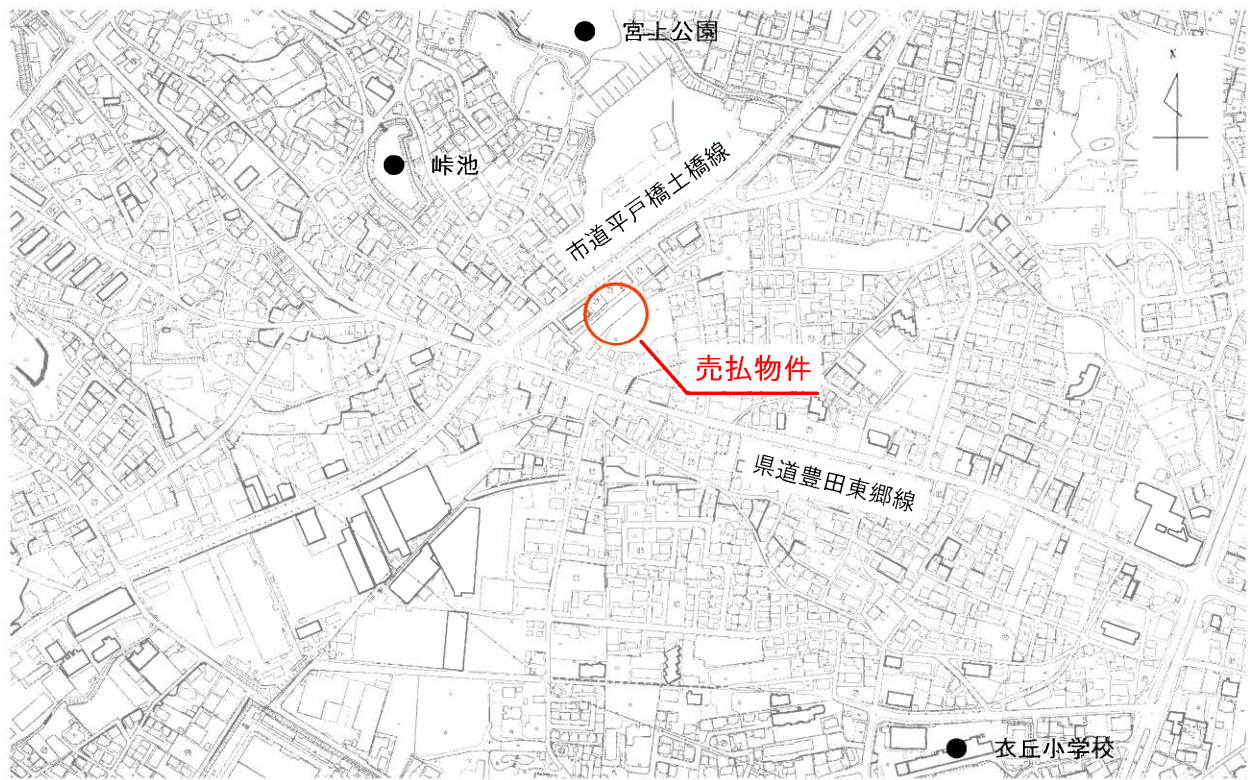 宮上公園
N
峠池
市道平戸橋土橋線
売払物件
県道豊田東郷線
衣丘小学校